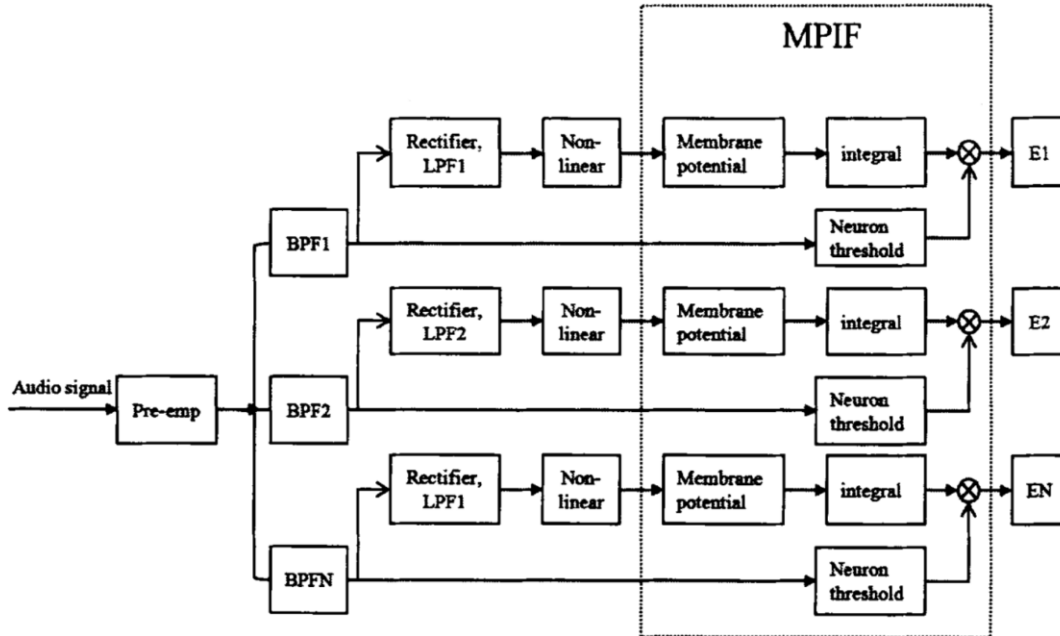 MPIF
Rectifier,
LPF1
Non-
linear
Membrane
potential
integral
E1
BPF1
Neuron
threshold
Rectifier,
LPF2
Non-
linear
Membrane
potential
integral
E2
Audio signal
Pre-emp
BPF2
Neuron
threshold
Rectifier,
LPF1
Non-
linear
Membrane
potential
integral
EN
BPFN
Neuron
threshold